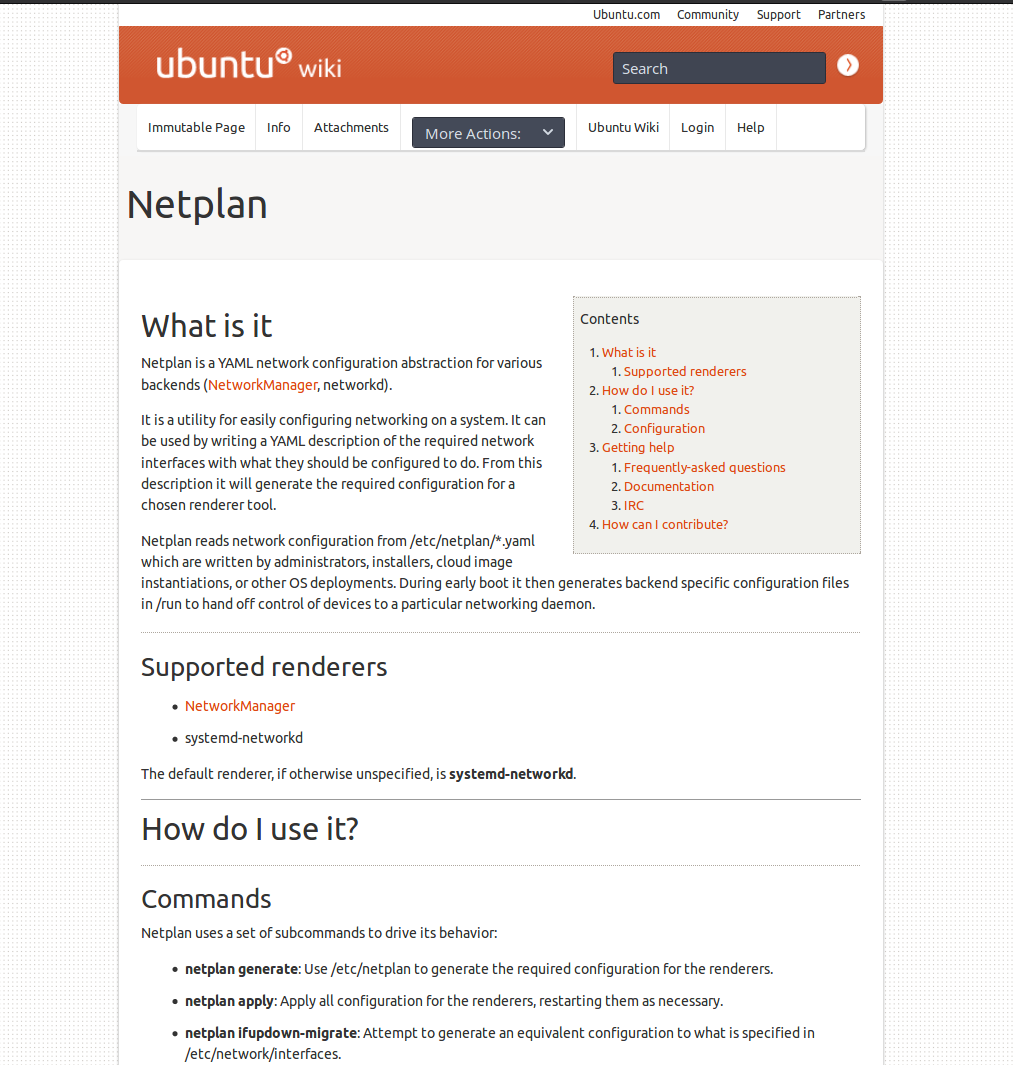 Ubuntu.com Community Support Partners
ubuntu wiki
Search
Immutable Page Info Attachments More Actions: Ubuntu Wiki Login Help
Netplan
What is it
Netplan is a YAML network configuration abstraction for various
backends (NetworkManager, networkd).
It is a utility for easily configuring networking on a system. It can
be used by writing a YAML description of the required network
interfaces with what they should be configured to do. From this
description it will generate the required configuration for a
chosen renderer tool.
Contents
1. What is it
1. Supported renderers
2. How do I use it?
1. Commands
2. Configuration
3. Getting help
1. Frequently-asked questions
2. Documentation
3. IRC
4. How can I contribute?
Netplan reads network configuration from /etc/netplan/*.yaml
which are written by administrators, installers, cloud image
instantiations, or other OS deployments. During early boot it then generates backend specific configuration files
in /run to hand off control of devices to a particular networking daemon.
Supported renderers
• NetworkManager
• systemd-networkd
The default renderer, if otherwise unspecified, is systemd-networkd.
How do I use it?
Commands
Netplan uses a set of subcommands to drive its behavior:
• netplan generate: Use /etc/netplan to generate the required configuration for the renderers.
• netplan apply: Apply all configuration for the renderers, restarting them as necessary.
• netplan ifupdown-migrate: Attempt to generate an equivalent configuration to what is specified in
/etc/network/interfaces.